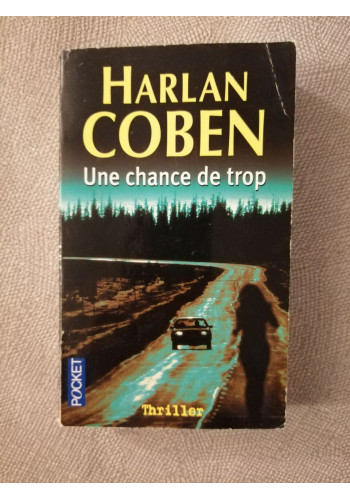 HARLAN
COBEN
Une chance de trop
POCKET
Thriller